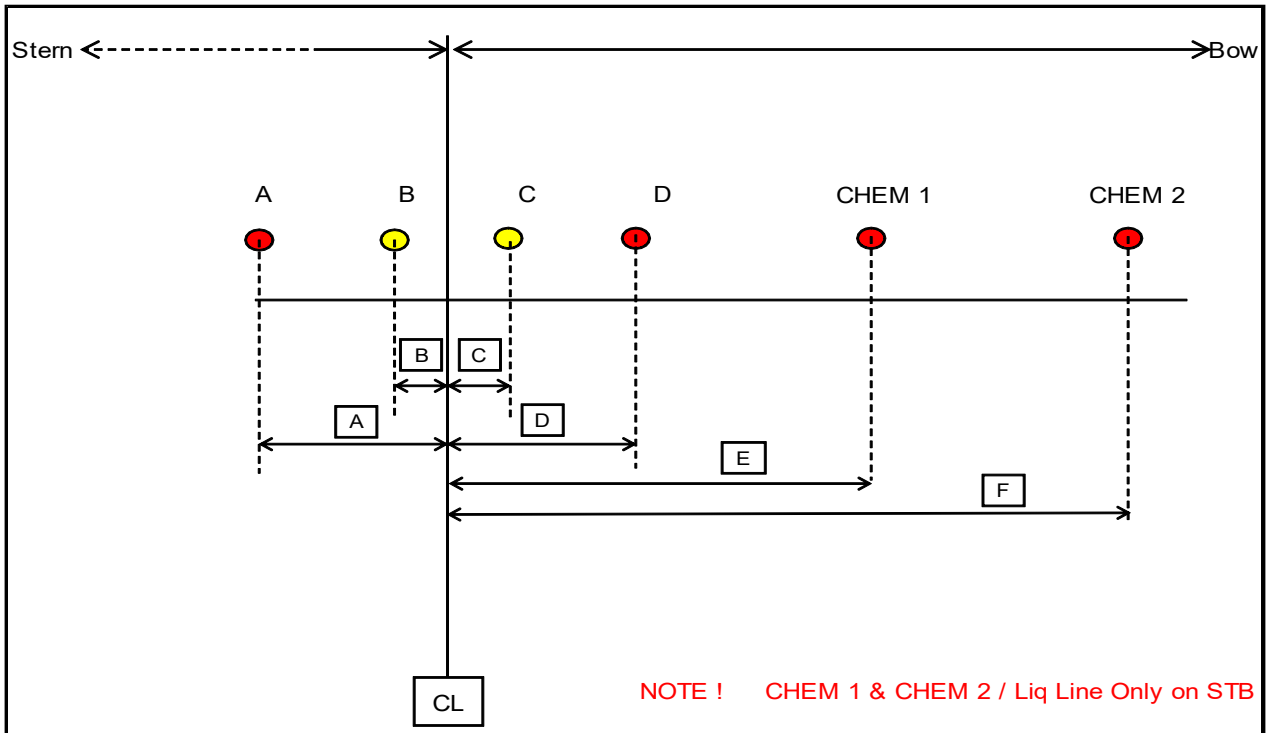 Stern Bow
A B C D CHEM 1 CHEM 2
B C
A D
E
F
NOTE ! CHEM 1 & CHEM 2 / Liq Line Only on STB
CL